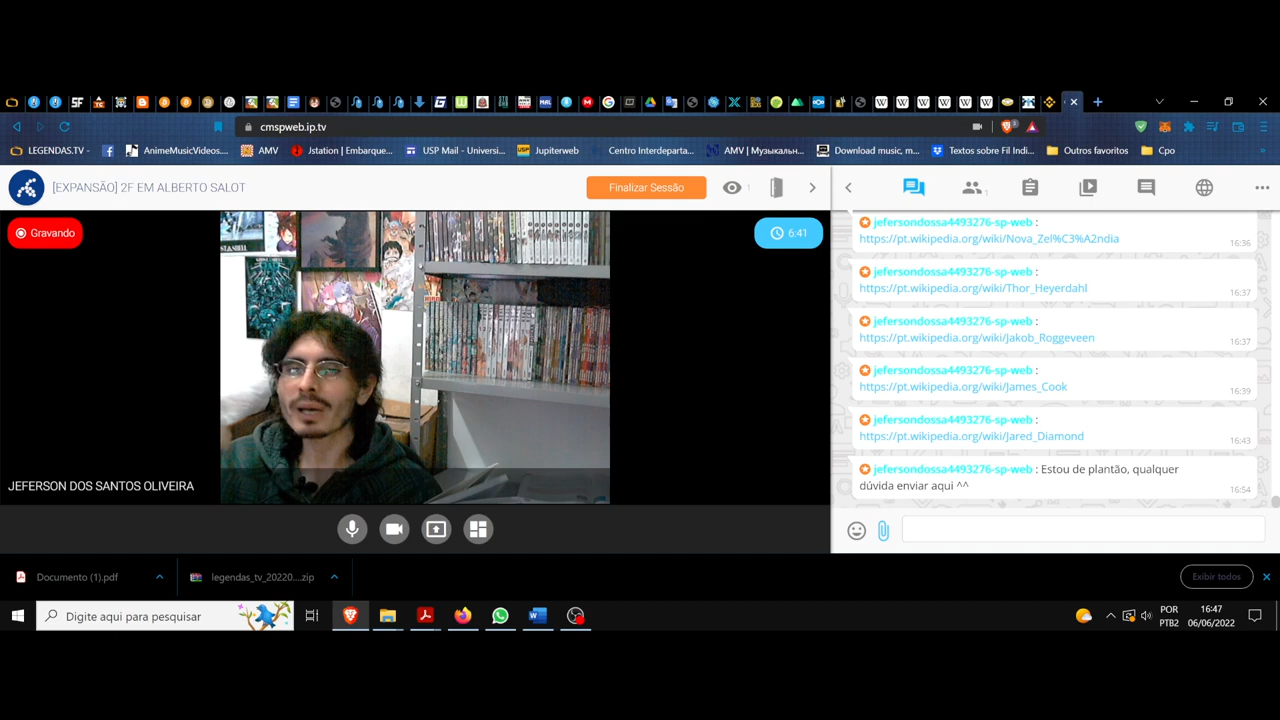 cmspweb.ip.tv
LEGENDAS.TV -
AnimeMusicVideos...
AMV
Jstation | Embarque...
USP Mail - Universi...
Jupiterweb
Centro Interdeparta...
AMV | Музыкальн...
Download music, m...
Textos sobre Fil Indi...
Outros favoritos
Cpo
[EXPANSÃO] 2F EM ALBERTO SALOT
Finalizar Sessão
1
1
Gravando
6:41
JEFERSON DOS SANTOS OLIVEIRA
jefersondossa4493276-sp-web :
https://pt.wikipedia.org/wiki/Nova_Zel%C3%A2ndia
16:36
jefersondossa4493276-sp-web :
https://pt.wikipedia.org/wiki/Thor_Heyerdahl
16:37
jefersondossa4493276-sp-web :
https://pt.wikipedia.org/wiki/Jakob_Roggeveen
16:37
jefersondossa4493276-sp-web :
https://pt.wikipedia.org/wiki/James_Cook
16:39
jefersondossa4493276-sp-web :
https://pt.wikipedia.org/wiki/Jared_Diamond
16:43
jefersondossa4493276-sp-web : Estou de plantão, qualquer
dúvida enviar aqui ^^
16:54
Documento (1).pdf
legendas_tv_20220....zip
Exibir todos
Digite aqui para pesquisar
POR
PTB2
16:47
06/06/2022